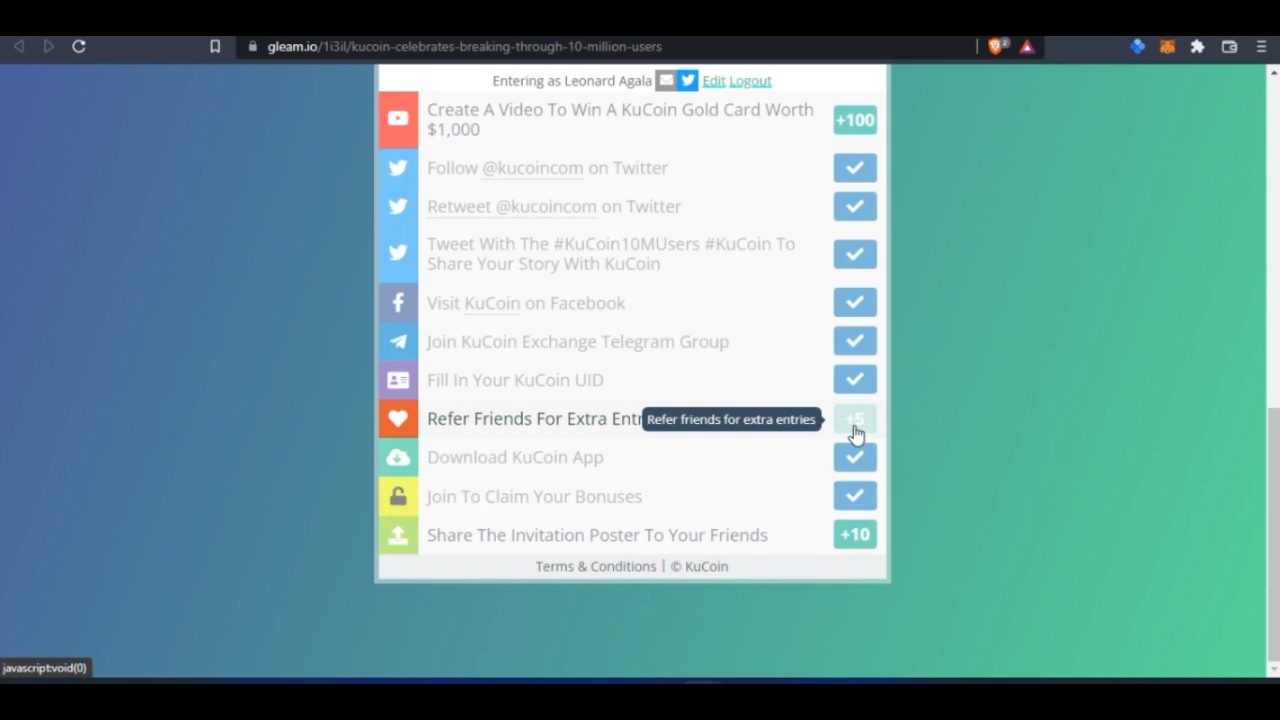 gleam.io/1i3il/kucoin-celebrates-breaking-through-10-million-users
2
Entering as Leonard Agala Edit Logout
Create A Video To Win A KuCoin Gold Card Worth
$1,000
+100
Follow @kucoincom on Twitter
Retweet @kucoincom on Twitter
Tweet With The #KuCoin10MUsers #KuCoin To
Share Your Story With KuCoin
Visit KuCoin on Facebook
Join KuCoin Exchange Telegram Group
Fill In Your KuCoin UID
Refer Friends For Extra Entr
Refer friends for extra entries
+5
Download KuCoin App
Join To Claim Your Bonuses
Share The Invitation Poster To Your Friends
+10
Terms & Conditions | © KuCoin
javascript:void(0)